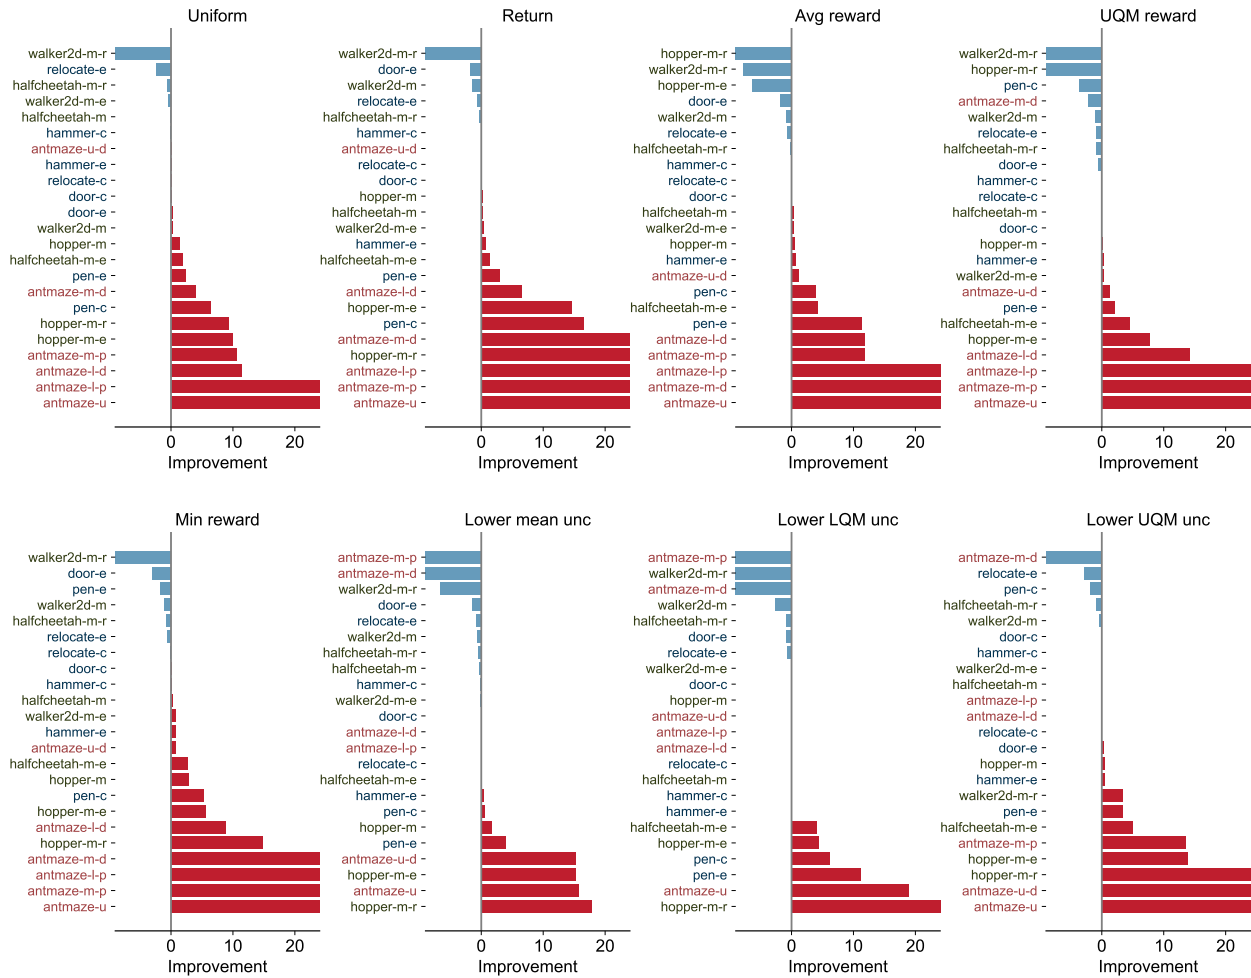 Uniform
walker2d-m-r
relocate-e
halfcheetah-m-r
walker2d-m-e
halfcheetah-m
hammer-c
antmaze-u-d
hammer-e
relocate-c
door-c
door-e
walker2d-m
hopper-m
halfcheetah-m-e
pen-e
antmaze-m-d
pen-c
hopper-m-r
hopper-m-e
antmaze-m-p
antmaze-l-d
antmaze-l-p
antmaze-u
0 10 20
Improvement
Return
walker2d-m-r
door-e
walker2d-m
relocate-e
halfcheetah-m-r
hammer-c
antmaze-u-d
relocate-c
door-c
hopper-m
halfcheetah-m
walker2d-m-e
hammer-e
halfcheetah-m-e
pen-e
antmaze-l-d
hopper-m-e
pen-c
antmaze-m-d
hopper-m-r
antmaze-l-p
antmaze-m-p
antmaze-u
0 10 20
Improvement
Avg reward
hopper-m-r
walker2d-m-r
hopper-m-e
door-e
walker2d-m
relocate-e
halfcheetah-m-r
hammer-c
relocate-c
door-c
halfcheetah-m
walker2d-m-e
hopper-m
hammer-e
antmaze-u-d
pen-c
halfcheetah-m-e
pen-e
antmaze-l-d
antmaze-m-p
antmaze-l-p
antmaze-m-d
antmaze-u
0 10 20
Improvement
UQM reward
walker2d-m-r
hopper-m-r
pen-c
antmaze-m-d
walker2d-m
relocate-e
halfcheetah-m-r
door-e
hammer-c
relocate-c
halfcheetah-m
door-c
hopper-m
hammer-e
walker2d-m-e
antmaze-u-d
pen-e
halfcheetah-m-e
hopper-m-e
antmaze-l-d
antmaze-l-p
antmaze-m-p
antmaze-u
0 10 20
Improvement
Min reward
walker2d-m-r
door-e
pen-e
walker2d-m
halfcheetah-m-r
relocate-e
relocate-c
door-c
hammer-c
halfcheetah-m
walker2d-m-e
hammer-e
antmaze-u-d
halfcheetah-m-e
hopper-m
pen-c
hopper-m-e
antmaze-l-d
hopper-m-r
antmaze-m-d
antmaze-l-p
antmaze-m-p
antmaze-u
0 10 20
Improvement
Lower mean unc
antmaze-m-p
antmaze-m-d
walker2d-m-r
door-e
relocate-e
walker2d-m
halfcheetah-m-r
halfcheetah-m
hammer-c
walker2d-m-e
door-c
antmaze-l-d
antmaze-l-p
relocate-c
halfcheetah-m-e
hammer-e
pen-c
hopper-m
pen-e
antmaze-u-d
hopper-m-e
antmaze-u
hopper-m-r
0 10 20
Improvement
Lower LQM unc
antmaze-m-p
walker2d-m-r
antmaze-m-d
walker2d-m
halfcheetah-m-r
door-e
relocate-e
walker2d-m-e
door-c
hopper-m
antmaze-u-d
antmaze-l-p
antmaze-l-d
relocate-c
halfcheetah-m
hammer-c
hammer-e
halfcheetah-m-e
hopper-m-e
pen-c
pen-e
antmaze-u
hopper-m-r
0 10 20
Improvement
Lower UQM unc
antmaze-m-d
relocate-e
pen-c
halfcheetah-m-r
walker2d-m
door-c
hammer-c
walker2d-m-e
halfcheetah-m
antmaze-l-p
antmaze-l-d
relocate-c
door-e
hopper-m
hammer-e
walker2d-m-r
pen-e
halfcheetah-m-e
antmaze-m-p
hopper-m-e
hopper-m-r
antmaze-u-d
antmaze-u
0 10 20
Improvement